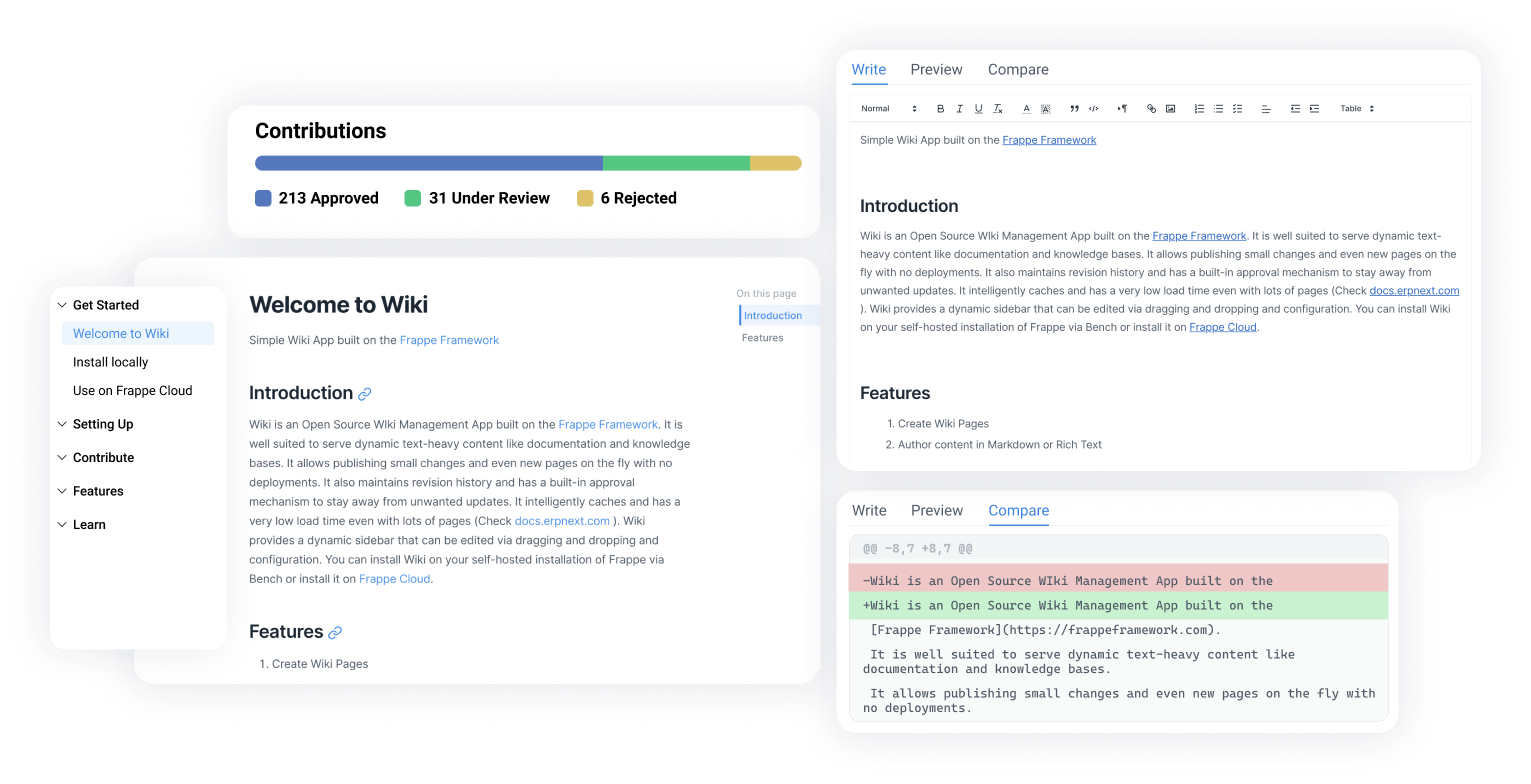 Contributions
213 Approved 31 Under Review 6 Rejected
Get Started
Welcome to Wiki
Install locally
Use on Frappe Cloud
Setting Up
Contribute
Features
Learn
Welcome to Wiki
Simple Wiki App built on the Frappe Framework
Introduction
Wiki is an Open Source WIki Management App built on the Frappe Framework. It is
well suited to serve dynamic text-heavy content like documentation and knowledge
bases. It allows publishing small changes and even new pages on the fly with no
deployments. It also maintains revision history and has a built-in approval
mechanism to stay away from unwanted updates. It intelligently caches and has a
very low load time even with lots of pages (Check docs.erpnext.com ). Wiki
provides a dynamic sidebar that can be edited via dragging and dropping and
configuration. You can install Wiki on your self-hosted installation of Frappe via
Bench or install it on Frappe Cloud.
Features
1. Create Wiki Pages
On this page
Introduction
Features
Write Preview Compare
Normal B I U Tx A A Table
Simple Wiki App built on the Frappe Framework
Introduction
Wiki is an Open Source WIki Management App built on the Frappe Framework. It is well suited to serve dynamic text-
heavy content like documentation and knowledge bases. It allows publishing small changes and even new pages on the
fly with no deployments. It also maintains revision history and has a built-in approval mechanism to stay away from
unwanted updates. It intelligently caches and has a very low load time even with lots of pages (Check docs.erpnext.com
). Wiki provides a dynamic sidebar that can be edited via dragging and dropping and configuration. You can install Wiki
on your self-hosted installation of Frappe via Bench or install it on Frappe Cloud.
Features
1. Create Wiki Pages
2. Author content in Markdown or Rich Text
Write Preview Compare
@@ -8,7 +8,7 @@
-Wiki is an Open Source WIki Management App built on the
+Wiki is an Open Source Wiki Management App built on the
[Frappe Framework](https://frappeframework.com).
It is well suited to serve dynamic text-heavy content like
documentation and knowledge bases.
It allows publishing small changes and even new pages on the fly with
no deployments.